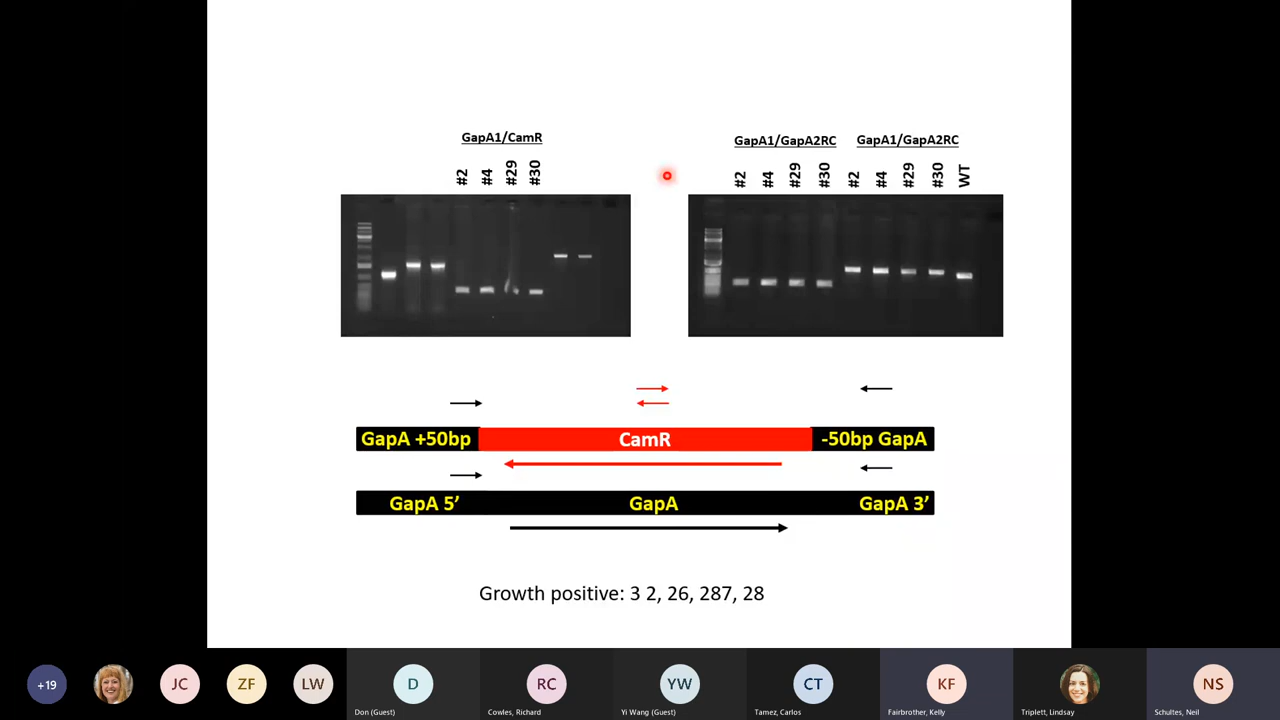 GapA1/CamR
#2 #4 #29 #30
GapA1/GapA2RC GapA1/GapA2RC
#2 #4 #29 #30 #2 #4 #29 #30 WT
GapA +50bp CamR -50bp GapA
GapA 5’ GapA GapA 3’
Growth positive: 3 2, 26, 287, 28
+19 JC ZF LW D RC YW CT KF NS
Don (Guest) Cowles, Richard Yi Wang (Guest) Tamez, Carlos Fairbrother, Kelly Triplett, Lindsay Schultes, Neil